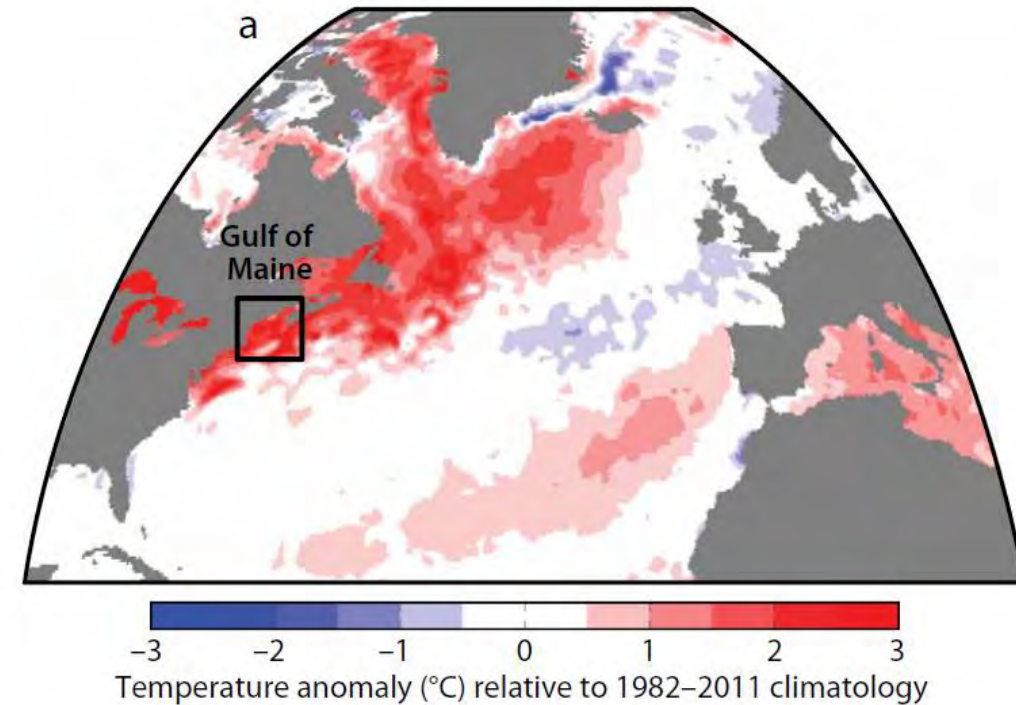 a
Gulf of
Maine
–3 –2 –1 0 1 2 3
Temperature anomaly (°C) relative to 1982–2011 climatology